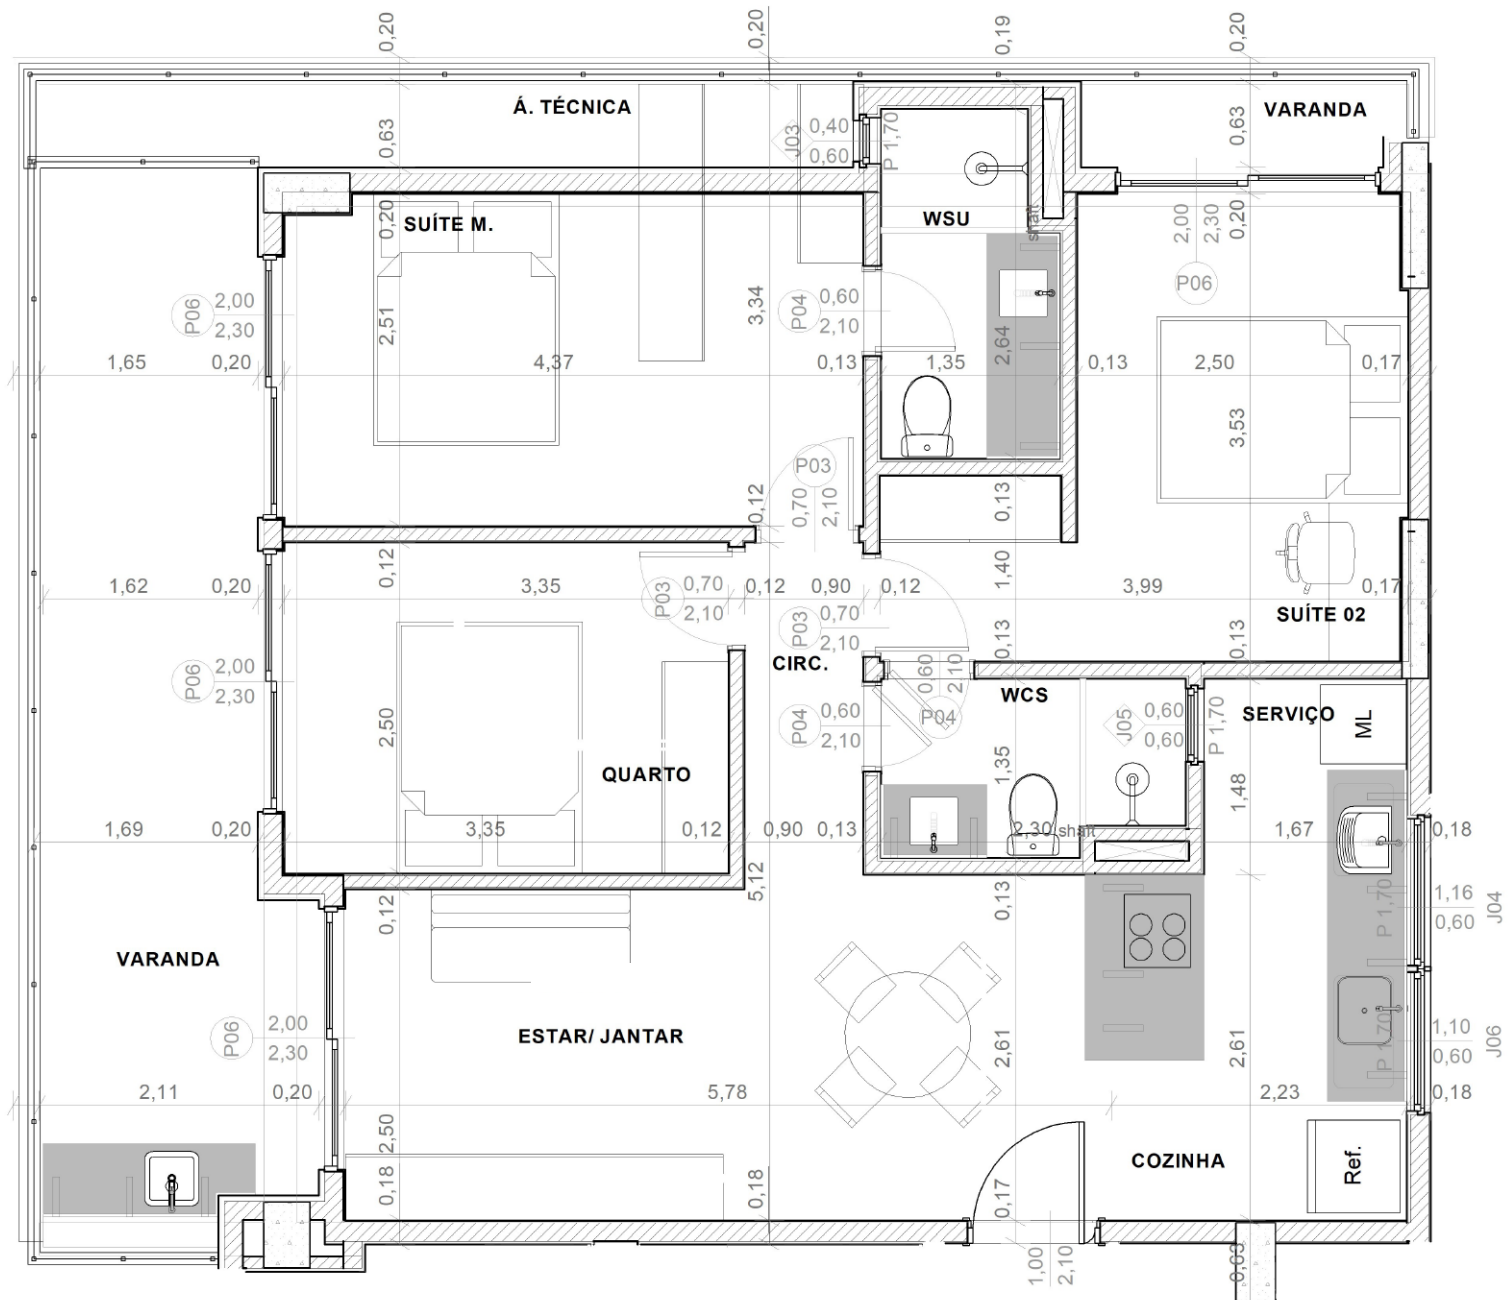 0,20
0,20
0,19
0,20
Á. TÉCNICA
VARANDA
0,63
J03
0,40
0,60
P 1,70
0,63
SUÍTE M.
0,20
WSU
shaft
2,00
2,30
0,20
P06
P06
2,00
2,30
2,51
3,34
P04
0,60
2,10
2,64
P06
1,65
0,20
4,37
0,13
1,35
0,13
2,50
0,17
3,53
P03
0,70
2,10
0,12
0,13
0,12
1,62
0,20
3,35
P03
0,70
2,10
0,12
0,90
0,12
1,40
3,99
0,17
P03
0,70
2,10
SUÍTE 02
0,13
0,13
CIRC.
P06
2,00
2,30
0,60
2,10
P04
WCS
SERVIÇO
ML
2,50
P04
0,60
2,10
J05
0,60
0,60
P 1,70
QUARTO
1,35
1,48
1,69
0,20
3,35
0,12
0,90
0,13
2,30
shaft
1,67
0,18
5,12
0,12
0,13
P 1,70
1,16
0,60
J04
VARANDA
P06
2,00
2,30
ESTAR/ JANTAR
2,61
2,61
P 1,70
1,10
0,60
J06
2,11
0,20
5,78
2,23
0,18
2,50
COZINHA
Ref.
0,18
0,18
0,17
1,00
2,10
0,63